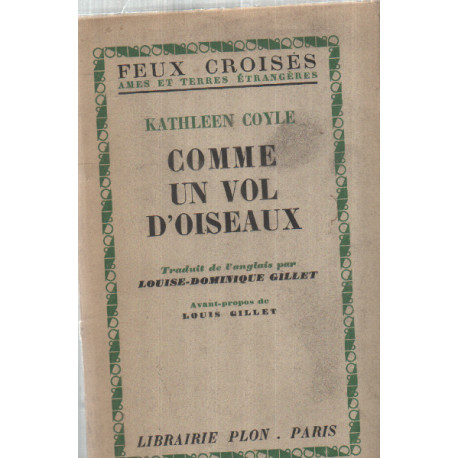 FEUX CROISÉS
AMES ET TERRES ÉTRANGÈRES
KATHLEEN COYLE
COMME
UN VOL
D'OISEAUX
Traduit de l'anglais par
LOUISE-DOMINIQUE GILLET
Avant-propos de
LOUIS GILLET
LIBRAIRIE PLON . PARIS